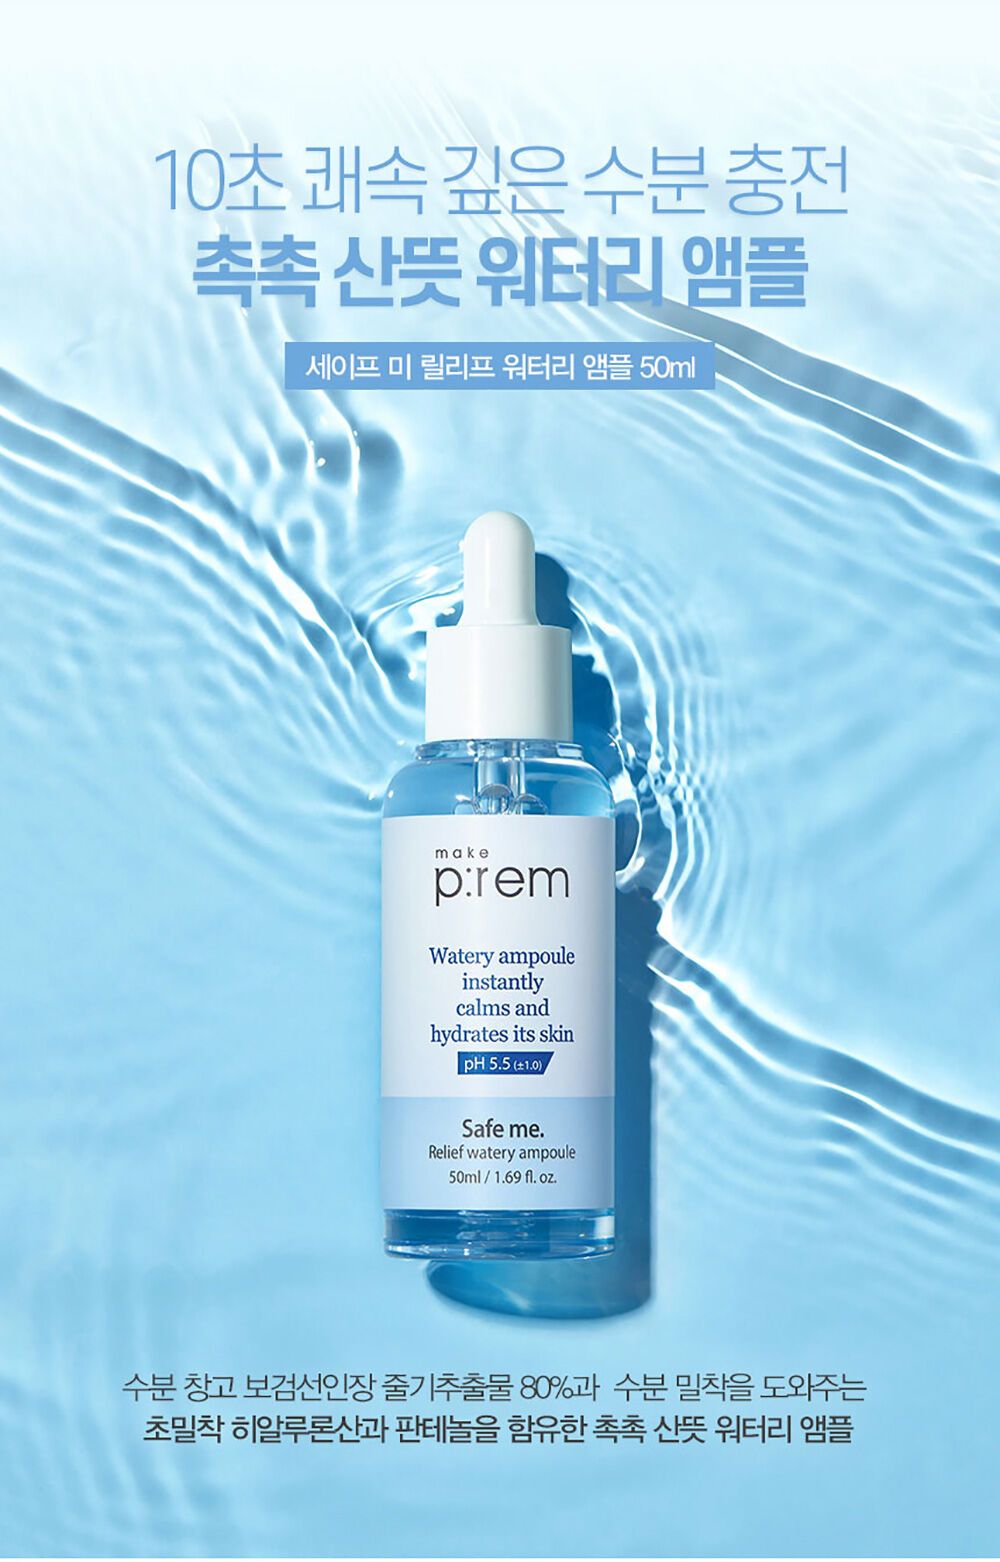 10초 쾌속 깊은 수분 충전
촉촉 산뜻 워터리 앰플
세이프 미 릴리프 워터리 앰플 50ml
make
p:rem
Watery ampoule
instantly
calms and
hydrates its skin
pH 5.5 (±1.0)
Safe me.
Relief watery ampoule
50ml / 1.69 fl. oz.
수분 창고 보검선인장 줄기추출물 80%과 수분 밀착을 도와주는
초밀착 히알루론산과 판테놀을 함유한 촉촉 산뜻 워터리 앰플